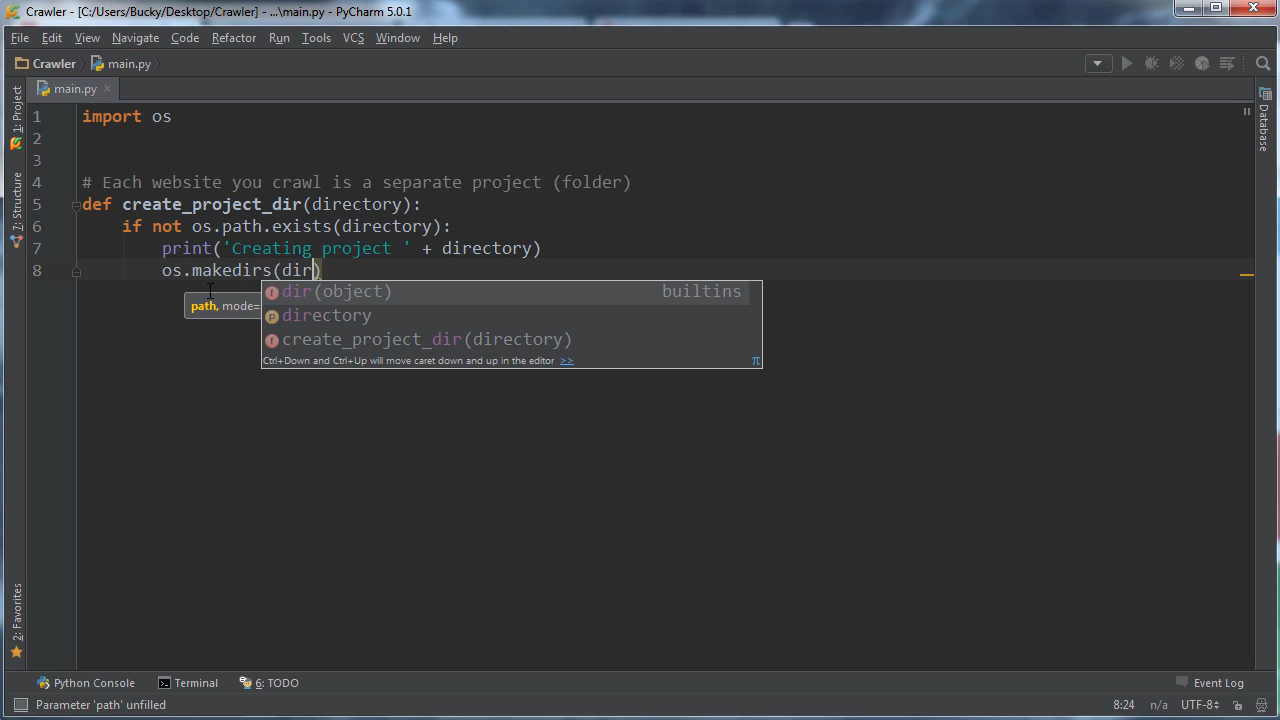 Crawler - [C:/Users/Bucky/Desktop/Crawler] - ...\main.py - PyCharm 5.0.1
File Edit View Navigate Code Refactor Run Tools VCS Window Help
Crawler main.py
main.py
1: Project
7: Structure
2: Favorites
Database
1 import os
2
3
4 # Each website you crawl is a separate project (folder)
5 def create_project_dir(directory):
6 if not os.path.exists(directory):
7 print('Creating project ' + directory)
8 os.makedirs(dir)
path, mode=
dir(object) builtins
directory
create_project_dir(directory)
Ctrl+Down and Ctrl+Up will move caret down and up in the editor >>
π
Python Console Terminal 6: TODO Event Log
Parameter 'path' unfilled 8:24 n/a UTF-8